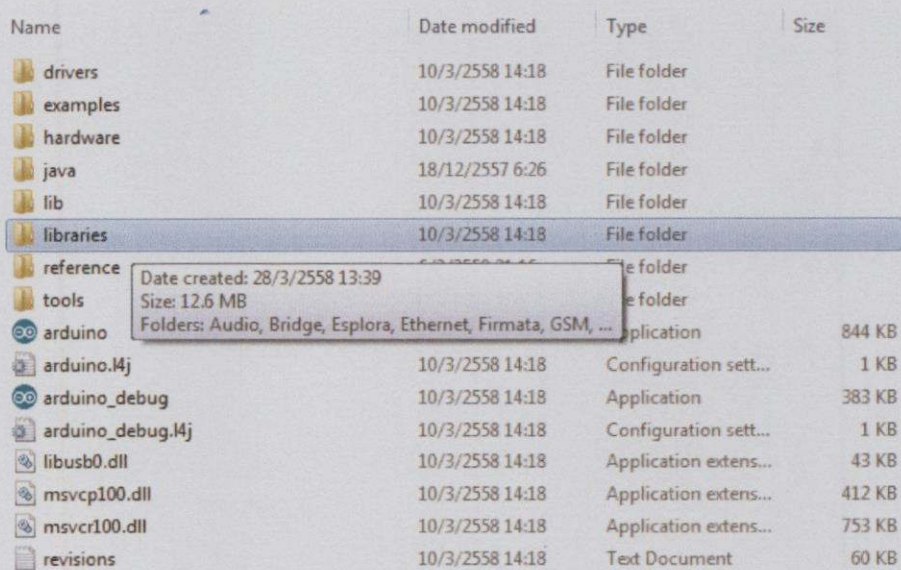 Name Date modified Type Size
drivers 10/3/2558 14:18 File folder
examples 10/3/2558 14:18 File folder
hardware 10/3/2558 14:18 File folder
java 18/12/2557 6:26 File folder
lib 10/3/2558 14:18 File folder
libraries 10/3/2558 14:18 File folder
reference folder
tools folder
Date created: 28/3/2558 13:39
Size: 12.6 MB
Folders: Audio, Bridge, Esplora, Ethernet, Firmata, GSM, ...
arduino plication 844 KB
arduino.l4j 10/3/2558 14:18 Configuration sett... 1 KB
arduino_debug 10/3/2558 14:18 Application 383 KB
arduino_debug.l4j 10/3/2558 14:18 Configuration sett... 1 KB
libusb0.dll 10/3/2558 14:18 Application extens... 43 KB
msvcp100.dll 10/3/2558 14:18 Application extens... 412 KB
msvcr100.dll 10/3/2558 14:18 Application extens... 753 KB
revisions 10/3/2558 14:18 Text Document 60 KB